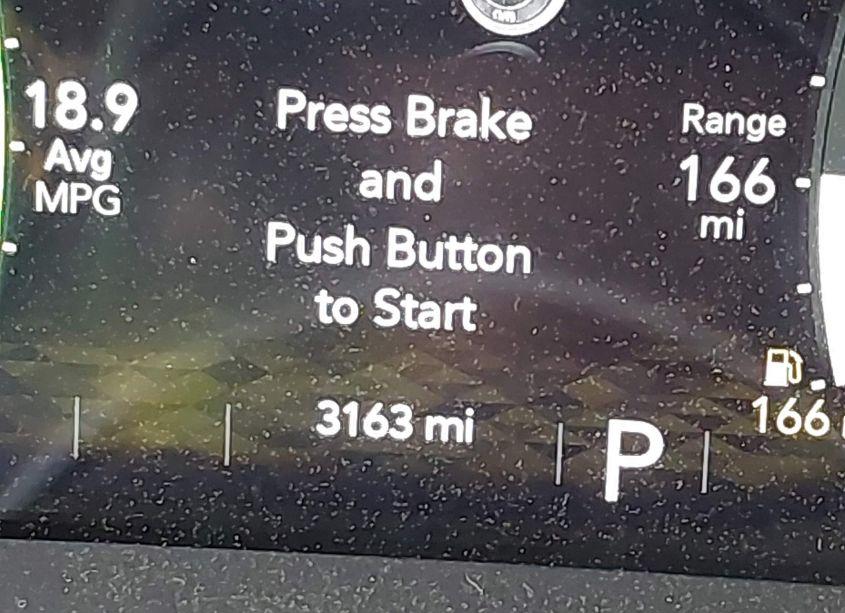 18.9
Avg
MPG
Press Brake
and
Push Button
to Start
Range
166
mi
3163 mi
P
166